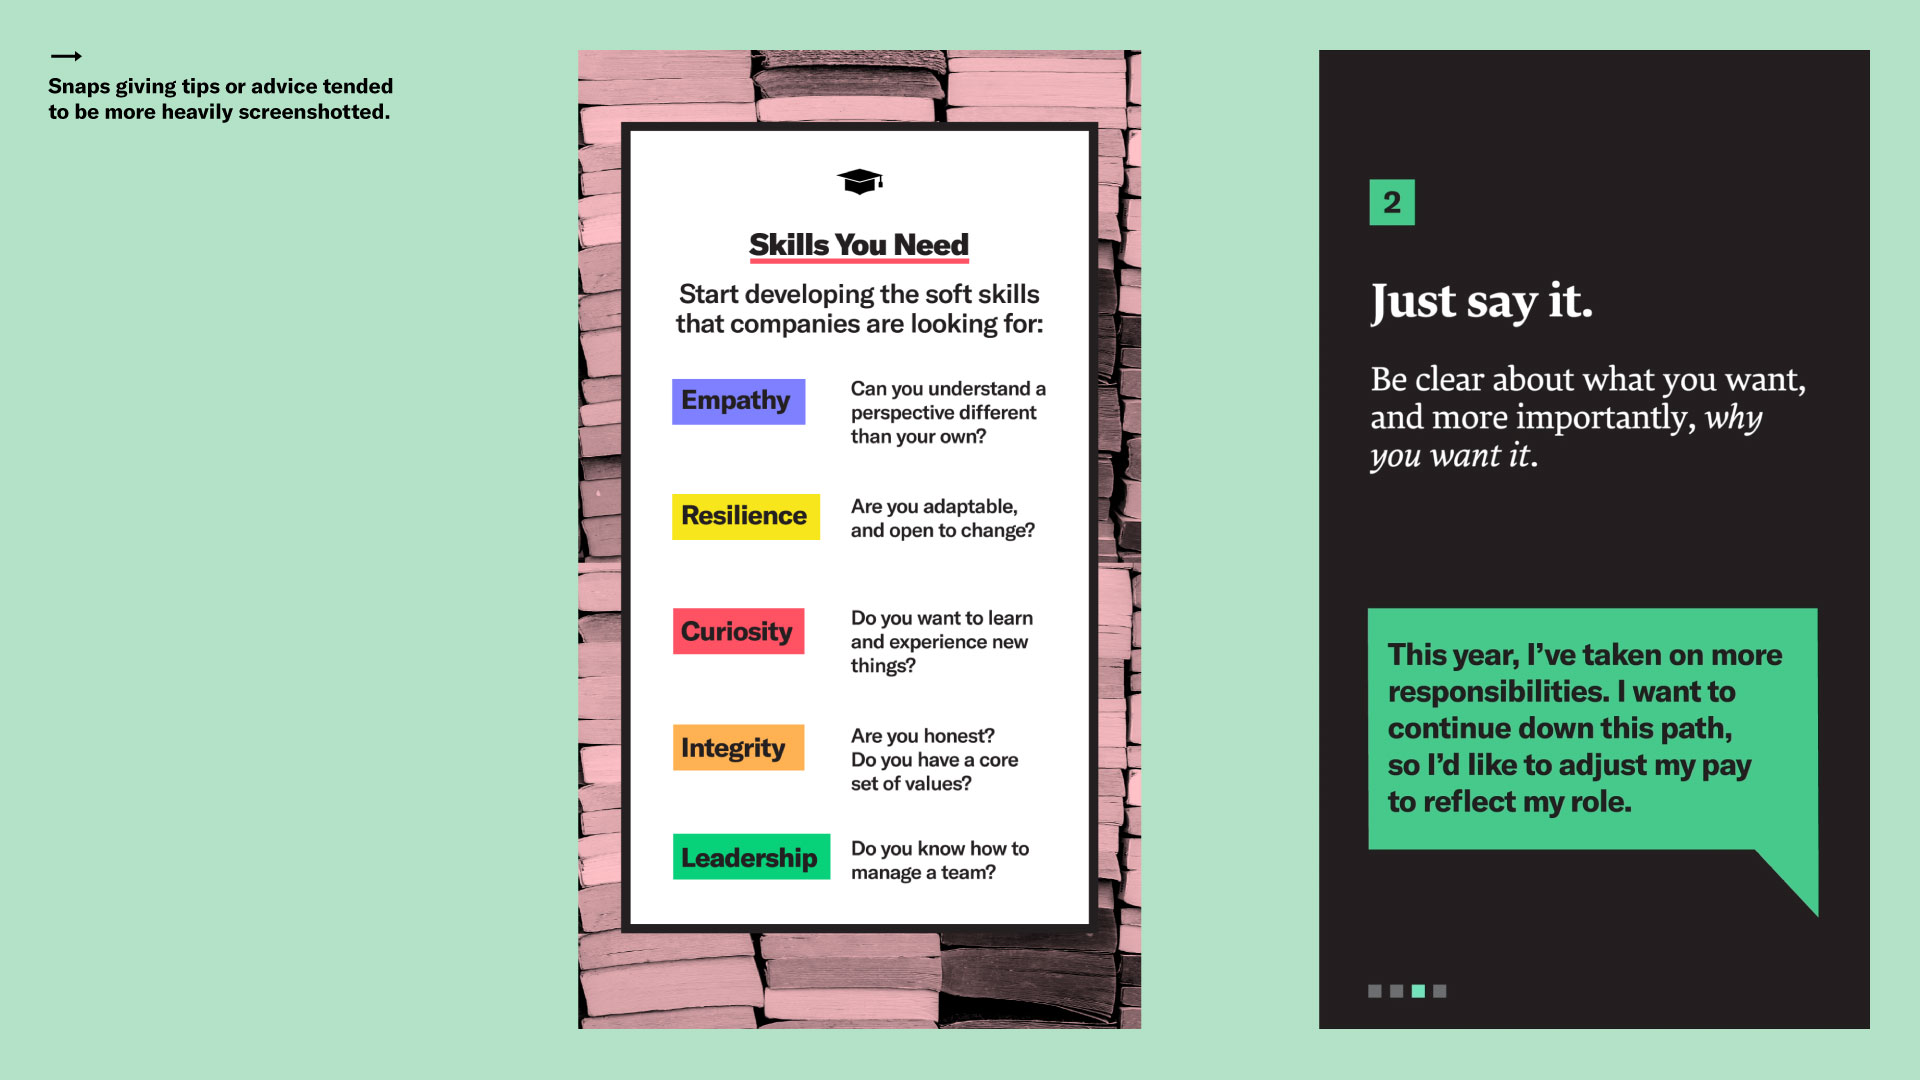 Snaps giving tips or advice tended
to be more heavily screenshotted.
Skills You Need
Start developing the soft skills
that companies are looking for:
Empathy
Can you understand a
perspective different
than your own?
Resilience
Are you adaptable,
and open to change?
Curiosity
Do you want to learn
and experience new
things?
Integrity
Are you honest?
Do you have a core
set of values?
Leadership
Do you know how to
manage a team?
2
Just say it.
Be clear about what you want,
and more importantly, why
you want it.
This year, I’ve taken on more
responsibilities. I want to
continue down this path,
so I’d like to adjust my pay
to reflect my role.